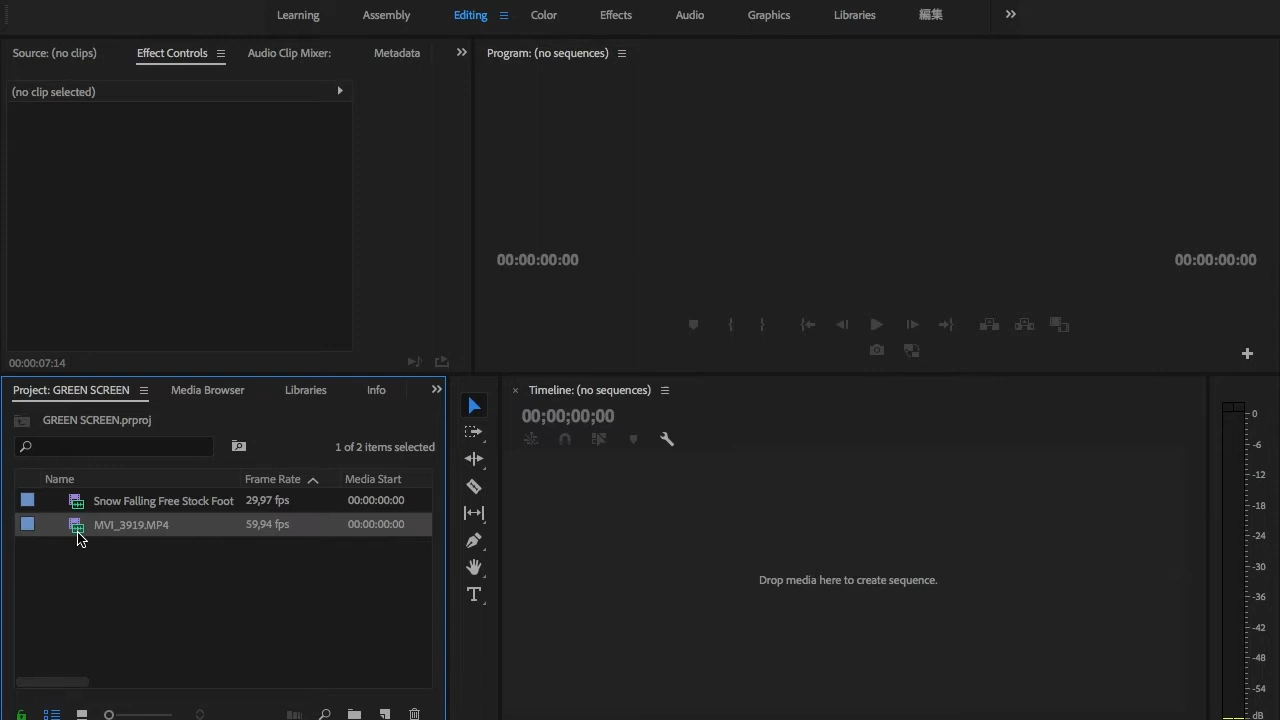 Learning Assembly Editing Color Effects Audio Graphics Libraries 編集
Source: (no clips) Effect Controls Audio Clip Mixer: Metadata
Program: (no sequences)
(no clip selected)
00:00:00:00 00:00:00:00
00:00:07:14
Project: GREEN SCREEN Media Browser Libraries Info
Timeline: (no sequences)
GREEN SCREEN.prproj
00;00;00;00
1 of 2 items selected
Name Frame Rate Media Start
Snow Falling Free Stock Foot 29,97 fps 00:00:00:00
MVI_3919.MP4 59,94 fps 00:00:00:00
Drop media here to create sequence.
0
-6
-12
-18
-24
-30
-36
-42
-48
-54
dB